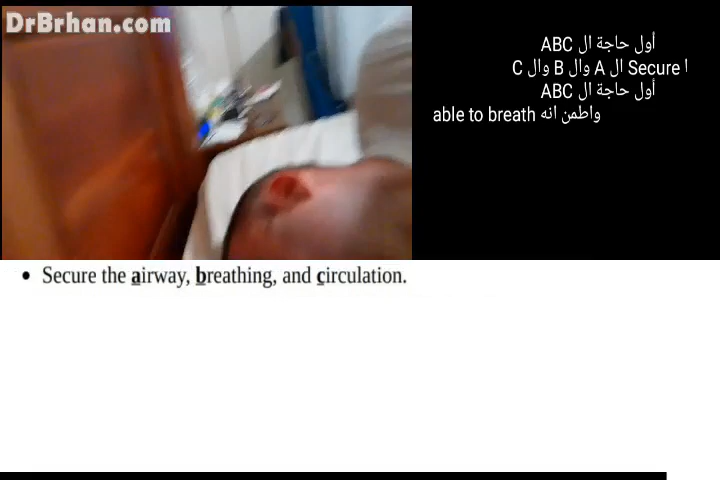 DrBrhan.com
أول حاجة ال ABC
ا Secure ال A وال B وال C
أول حاجة ال ABC
واطمن انه able to breath
• Secure the airway, breathing, and circulation.